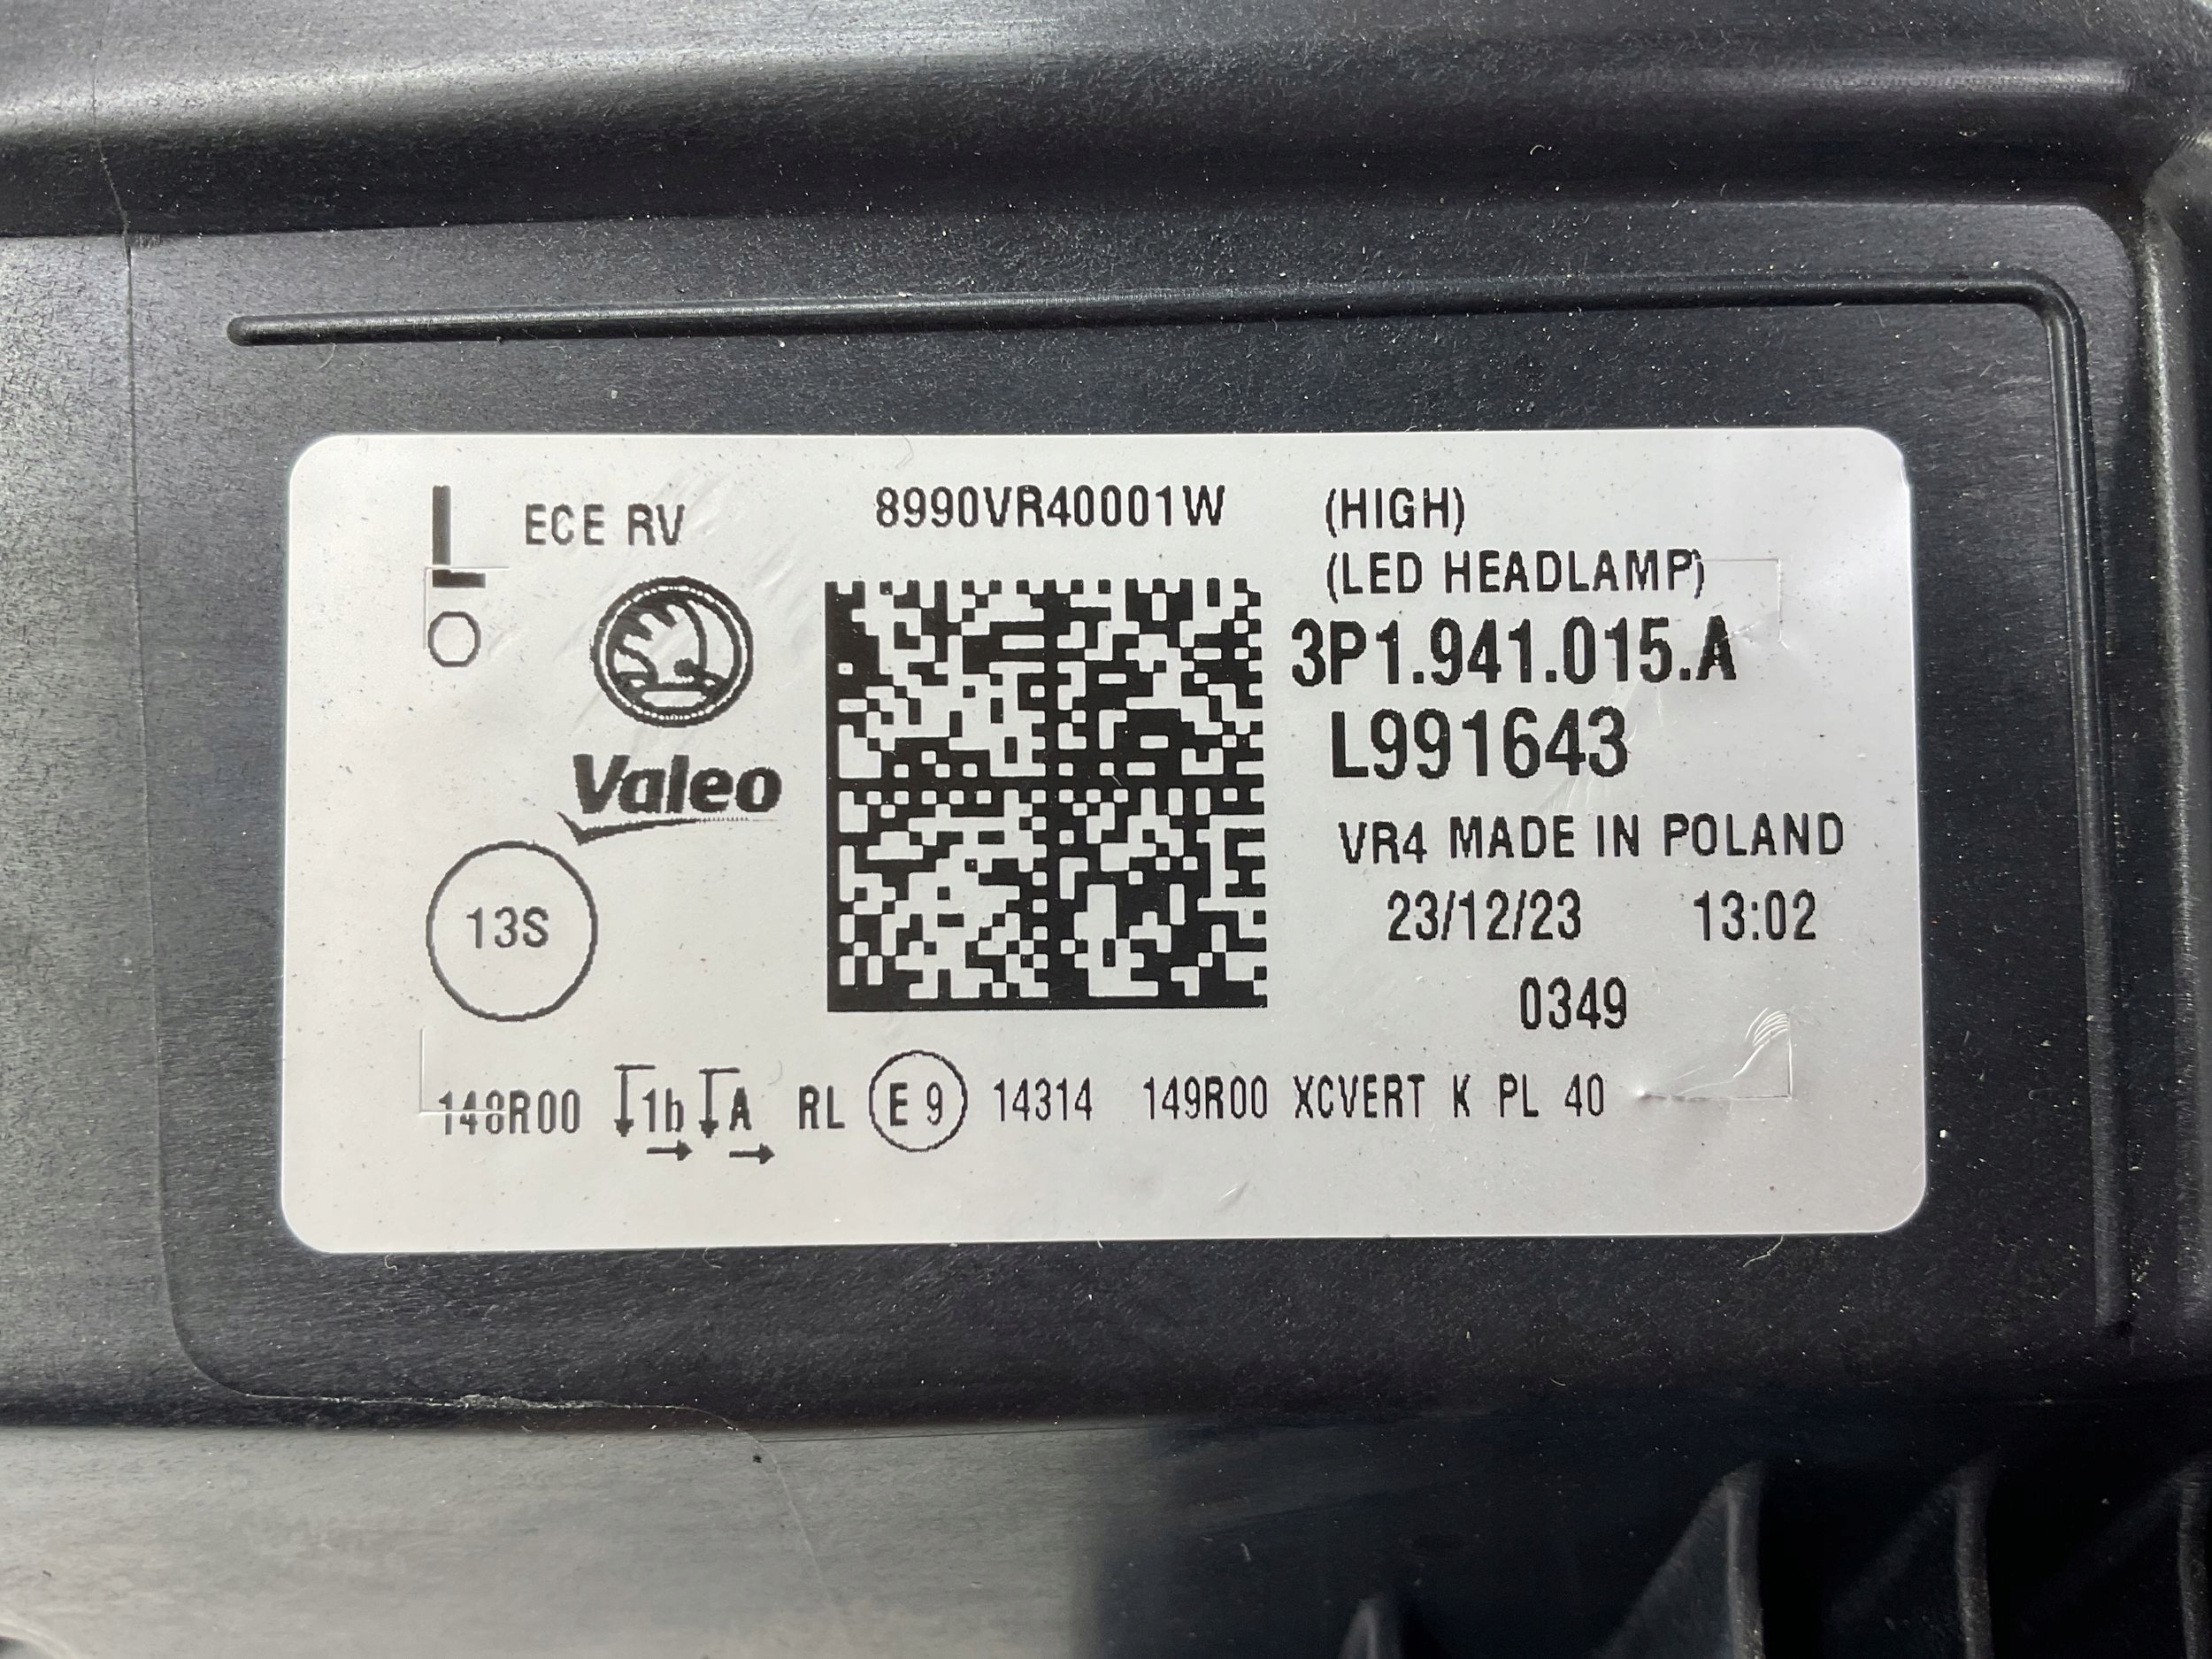 L ECE RV 8990VR40001W (HIGH)
(LED HEADLAMP)
O
3P1.941.015.A
L991643
Valeo
VR4 MADE IN POLAND
13S
23/12/23 13:02
0349
148R00 1b A RL E9 14314 149R00 XCVERT K PL 40